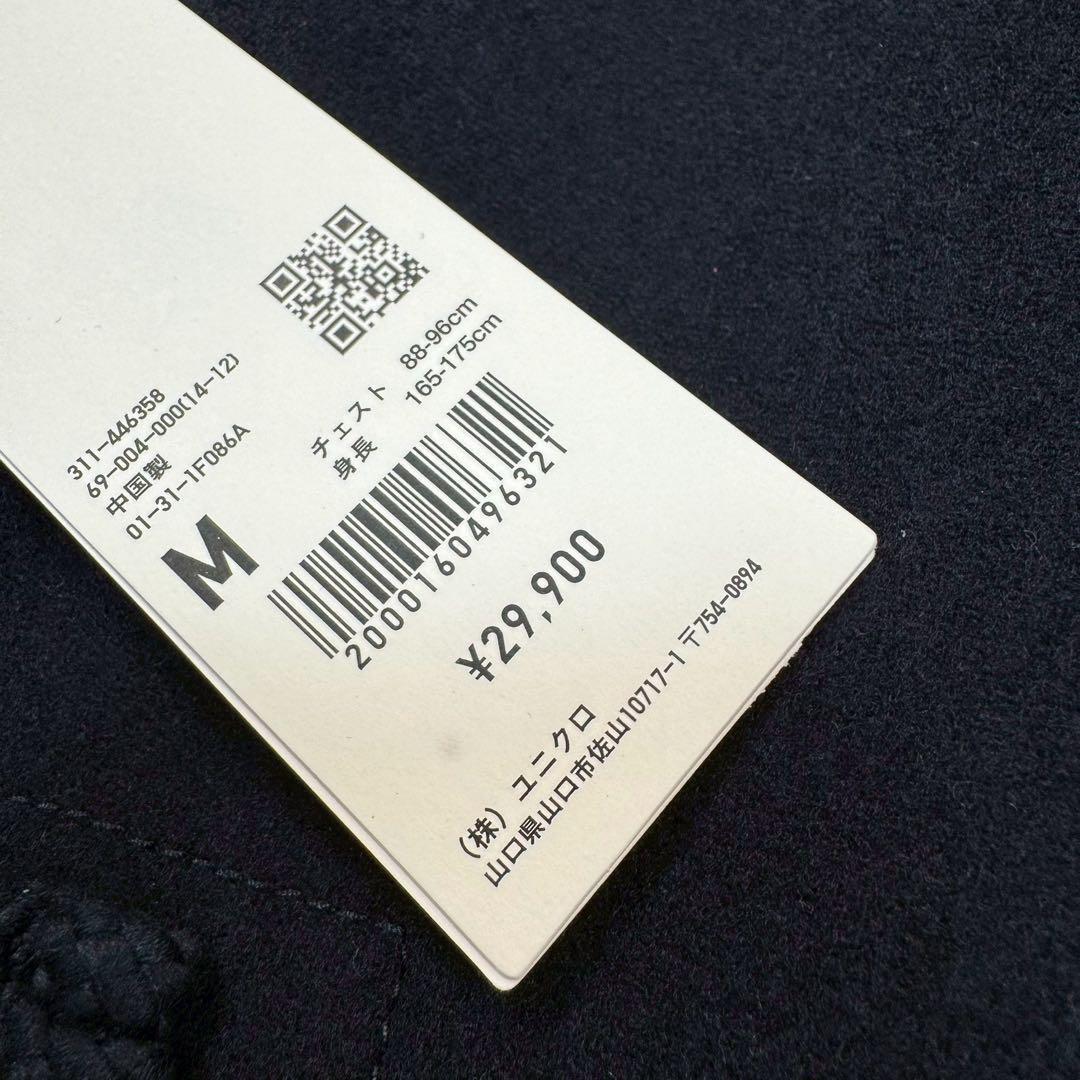 311-446358
69-004-000(14-12)
中国製
01-31-1F086A
M
チェスト 88-96cm
身長 165-175cm
2000160496321
¥29,900
(株) ユニクロ
山口県山口市佐山10717-1 〒754-0894